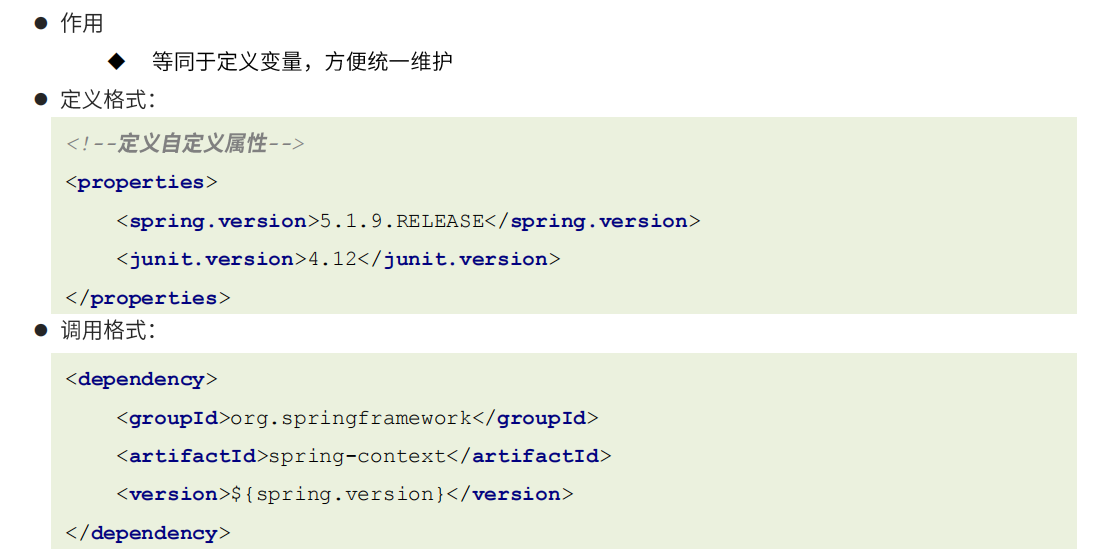 ● 作用
◆ 等同于定义变量，方便统一维护
● 定义格式：
<!--定义自定义属性-->
<properties>
    <spring.version>5.1.9.RELEASE</spring.version>
    <junit.version>4.12</junit.version>
</properties>
● 调用格式：
<dependency>
    <groupId>org.springframework</groupId>
    <artifactId>spring-context</artifactId>
    <version>${spring.version}</version>
</dependency>